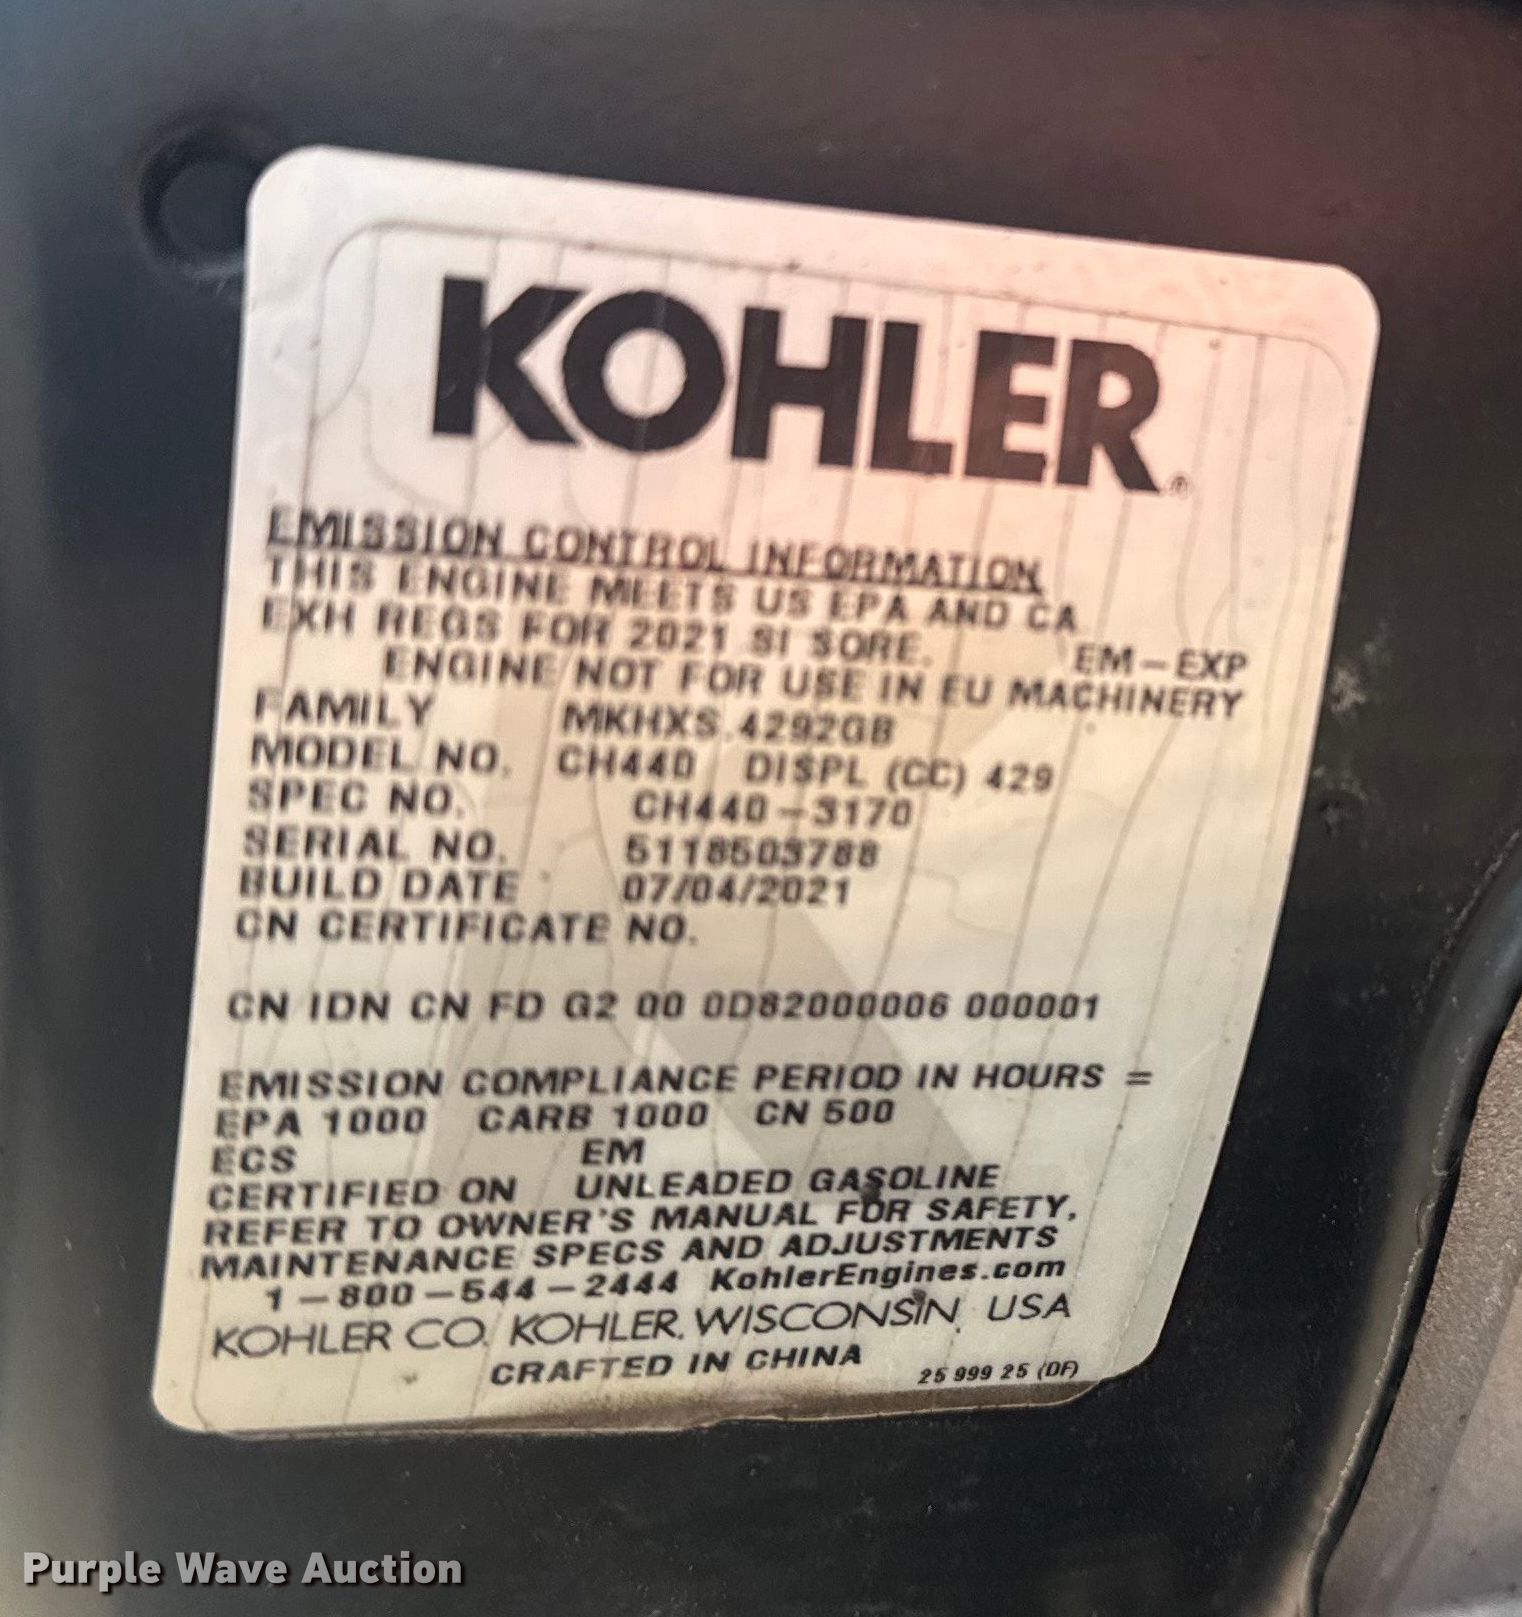 KOHLER®
EMISSION CONTROL INFORMATION
THIS ENGINE MEETS US EPA AND CA
EXH REGS FOR 2021 SI SORE. EM-EXP
ENGINE NOT FOR USE IN EU MACHINERY
FAMILY MKHXS.4292GB
MODEL NO. CH440 DISPL (CC) 429
SPEC NO. CH440-3170
SERIAL NO. 5118503788
BUILD DATE 07/04/2021
CN CERTIFICATE NO.
CN IDN CN FD G2 00 0D82000006 000001
EMISSION COMPLIANCE PERIOD IN HOURS =
EPA 1000 CARB 1000 CN 500
ECS EM
CERTIFIED ON UNLEADED GASOLINE
REFER TO OWNER'S MANUAL FOR SAFETY,
MAINTENANCE SPECS AND ADJUSTMENTS
1-800-544-2444 KohlerEngines.com
KOHLER CO. KOHLER, WISCONSIN, USA
CRAFTED IN CHINA 25 999 25 (DF)
Purple Wave Auction